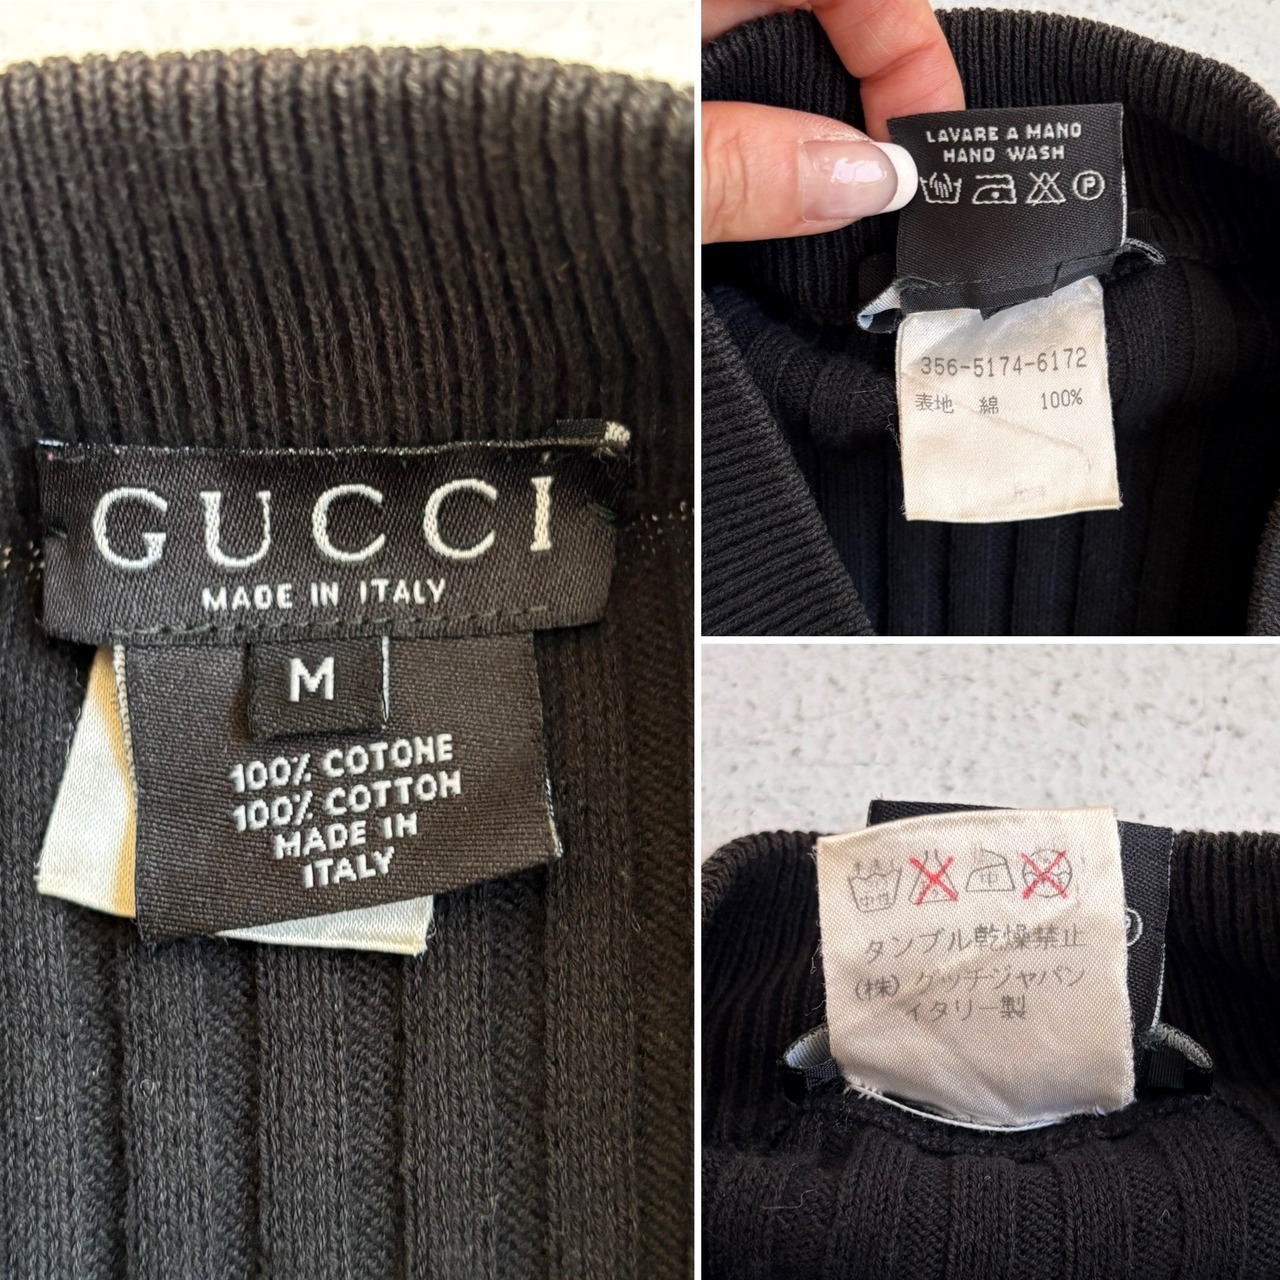 GUCCI
MADE IN ITALY
M
100% COTONE
100% COTTON
MADE IN
ITALY
LAVARE A MANO
HAND WASH
P
356-5174-6172
表地 綿 100%
タンブル乾燥禁止
(株) グッチジャパン
イタリー製